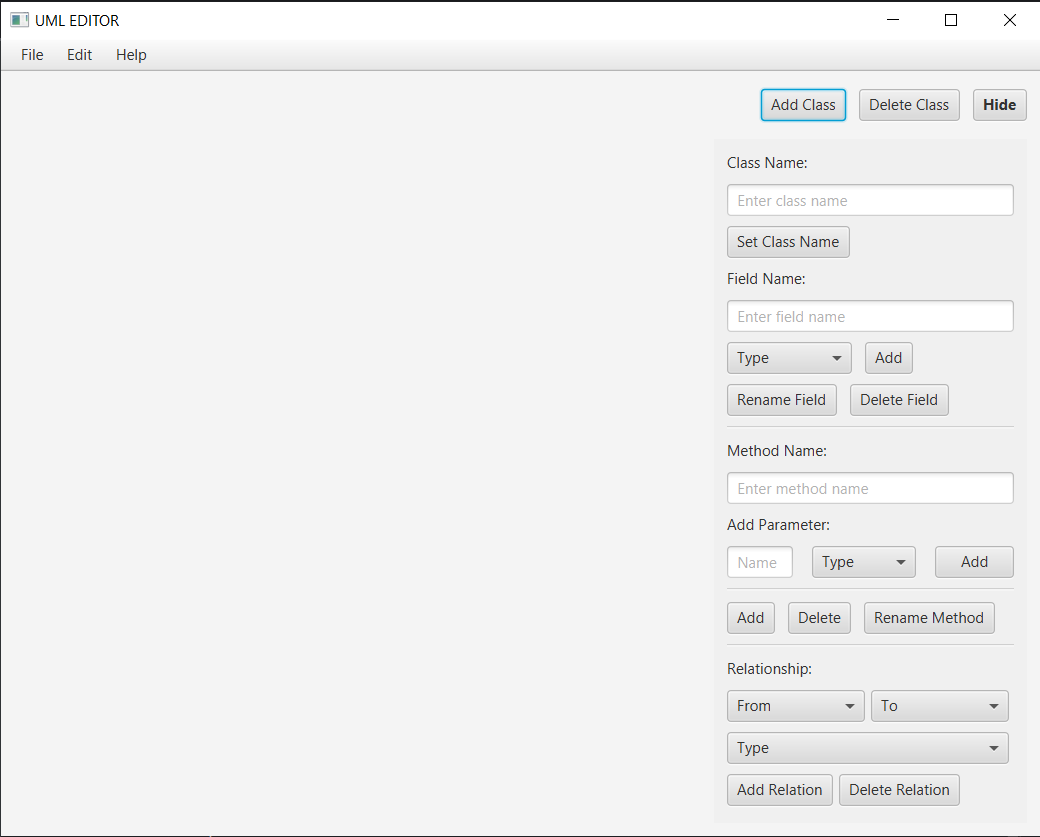 UML EDITOR
File Edit Help
Add Class Delete Class Hide
Class Name:
Enter class name
Set Class Name
Field Name:
Enter field name
Type Add
Rename Field Delete Field
Method Name:
Enter method name
Add Parameter:
Name Type Add
Add Delete Rename Method
Relationship:
From To
Type
Add Relation Delete Relation